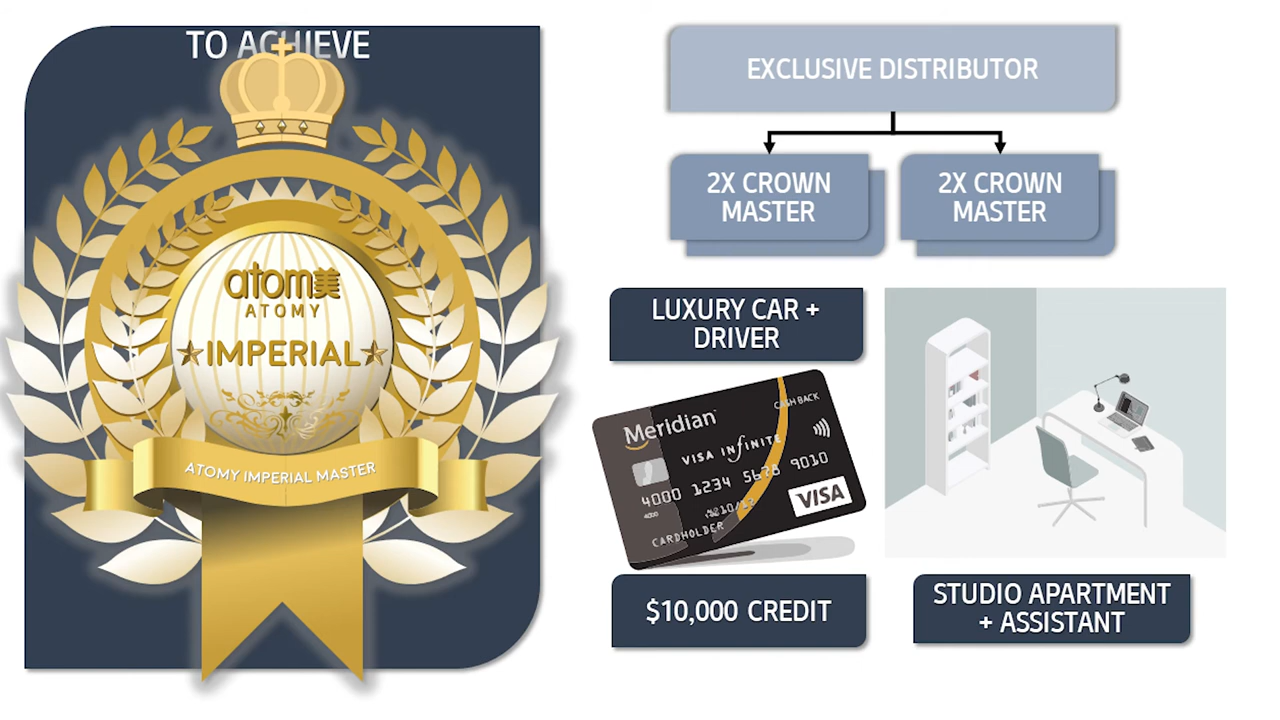 TO ACHIEVE
atom美
ATOMY
IMPERIAL
ATOMY IMPERIAL MASTER
EXCLUSIVE DISTRIBUTOR
2X CROWN
MASTER
2X CROWN
MASTER
LUXURY CAR +
DRIVER
CASH BACK
Meridian
VISA INFINITE
4000 1234 5678 9010
4000
CARDHOLDER
VISA
$10,000 CREDIT
STUDIO APARTMENT
+ ASSISTANT